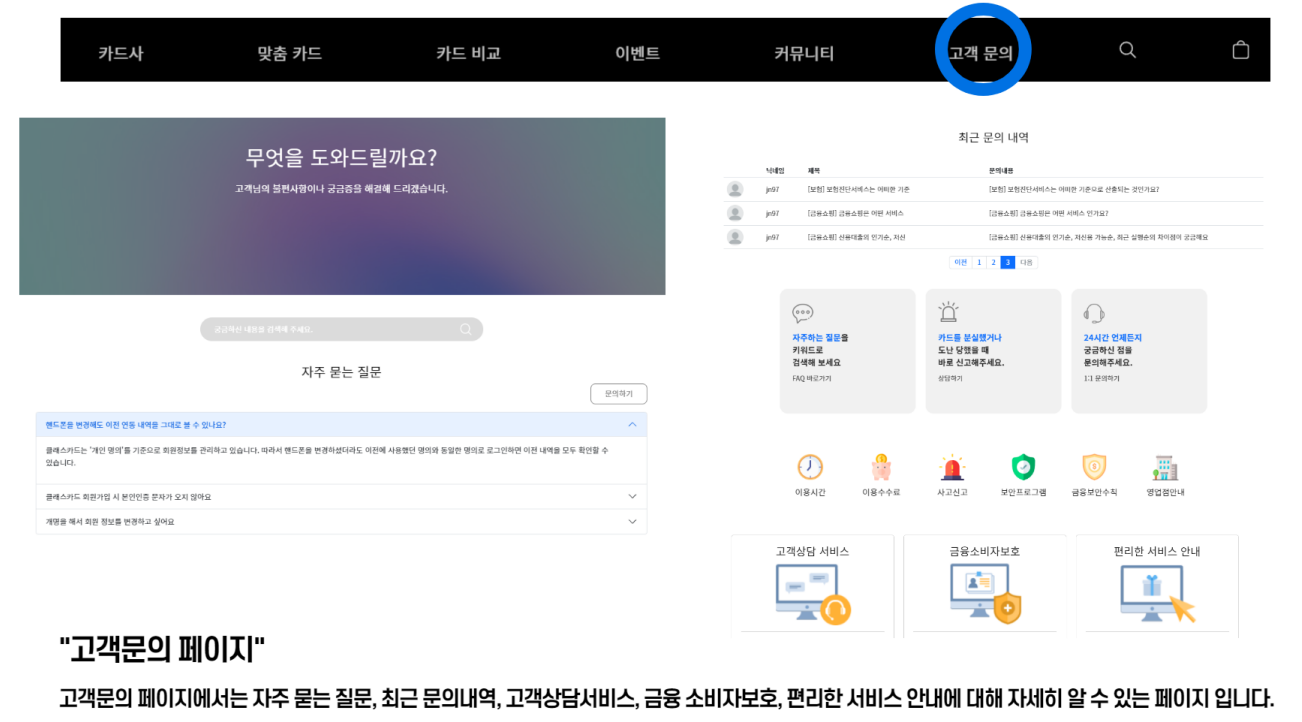 카드사 맞춤 카드 카드 비교 이벤트 커뮤니티 고객 문의
무엇을 도와드릴까요?
고객님의 불편사항이나 궁금증을 해결해 드리겠습니다.
궁금하신 내용을 검색해 주세요.
자주 묻는 질문
문의하기
핸드폰을 변경해도 이전 연동 내역을 그대로 볼 수 있나요?
클래스카드는 '개인 명의'를 기준으로 회원정보를 관리하고 있습니다. 따라서 핸드폰을 변경하셨더라도 이전에 사용했던 명의와 동일한 명의로 로그인하면 이전 내역을 모두 확인할 수
있습니다.
클래스카드 회원가입 시 본인인증 문자가 오지 않아요
개명을 해서 회원 정보를 변경하고 싶어요
최근 문의 내역
닉네임 제목 문의내용
jn97 [보험] 보험진단서비스는 어떠한 기준 [보험] 보험진단서비스는 어떠한 기준으로 산출되는 것인가요?
jn97 [금융쇼핑] 금융쇼핑은 어떤 서비스 [금융쇼핑] 금융쇼핑은 어떤 서비스 인가요?
jn97 [금융쇼핑] 신용대출의 인기순, 저신 [금융쇼핑] 신용대출의 인기순, 저신용 가능순, 최근 실행순의 차이점이 궁금해요
이전 1 2 3 다음
자주하는 질문을
키워드로
검색해 보세요
FAQ 바로가기
카드를 분실했거나
도난 당했을 때
바로 신고해주세요.
상담하기
24시간 언제든지
궁금하신 점을
문의해주세요.
1:1 문의하기
이용시간 이용수수료 사고신고 보안프로그램 금융보안수칙 영업점안내
고객상담 서비스 금융소비자보호 편리한 서비스 안내
"고객문의 페이지"
고객문의 페이지에서는 자주 묻는 질문, 최근 문의내역, 고객상담서비스, 금융 소비자보호, 편리한 서비스 안내에 대해 자세히 알 수 있는 페이지 입니다.